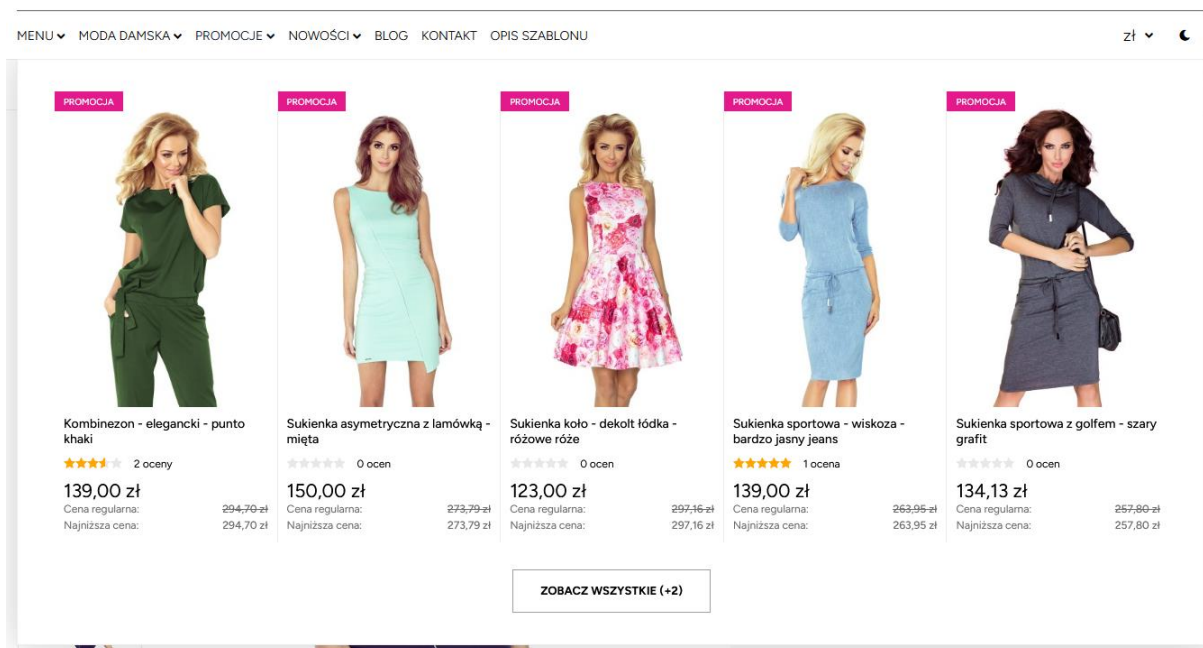 MENU MODA DAMSKA PROMOCJE NOWOŚCI BLOG KONTAKT OPIS SZABLONU zł
PROMOCJA
Kombinezon - elegancki - punto
khaki
2 oceny
139,00 zł
Cena regularna: 294,70 zł
Najniższa cena: 294,70 zł
PROMOCJA
Sukienka asymetryczna z lamówką -
mięta
0 ocen
150,00 zł
Cena regularna: 273,79 zł
Najniższa cena: 273,79 zł
PROMOCJA
Sukienka koło - dekolt łódka -
różowe róże
0 ocen
123,00 zł
Cena regularna: 297,16 zł
Najniższa cena: 297,16 zł
PROMOCJA
Sukienka sportowa - wiskoza -
bardzo jasny jeans
1 ocena
139,00 zł
Cena regularna: 263,95 zł
Najniższa cena: 263,95 zł
PROMOCJA
Sukienka sportowa z golfem - szary
grafit
0 ocen
134,13 zł
Cena regularna: 257,80 zł
Najniższa cena: 257,80 zł
ZOBACZ WSZYSTKIE (+2)